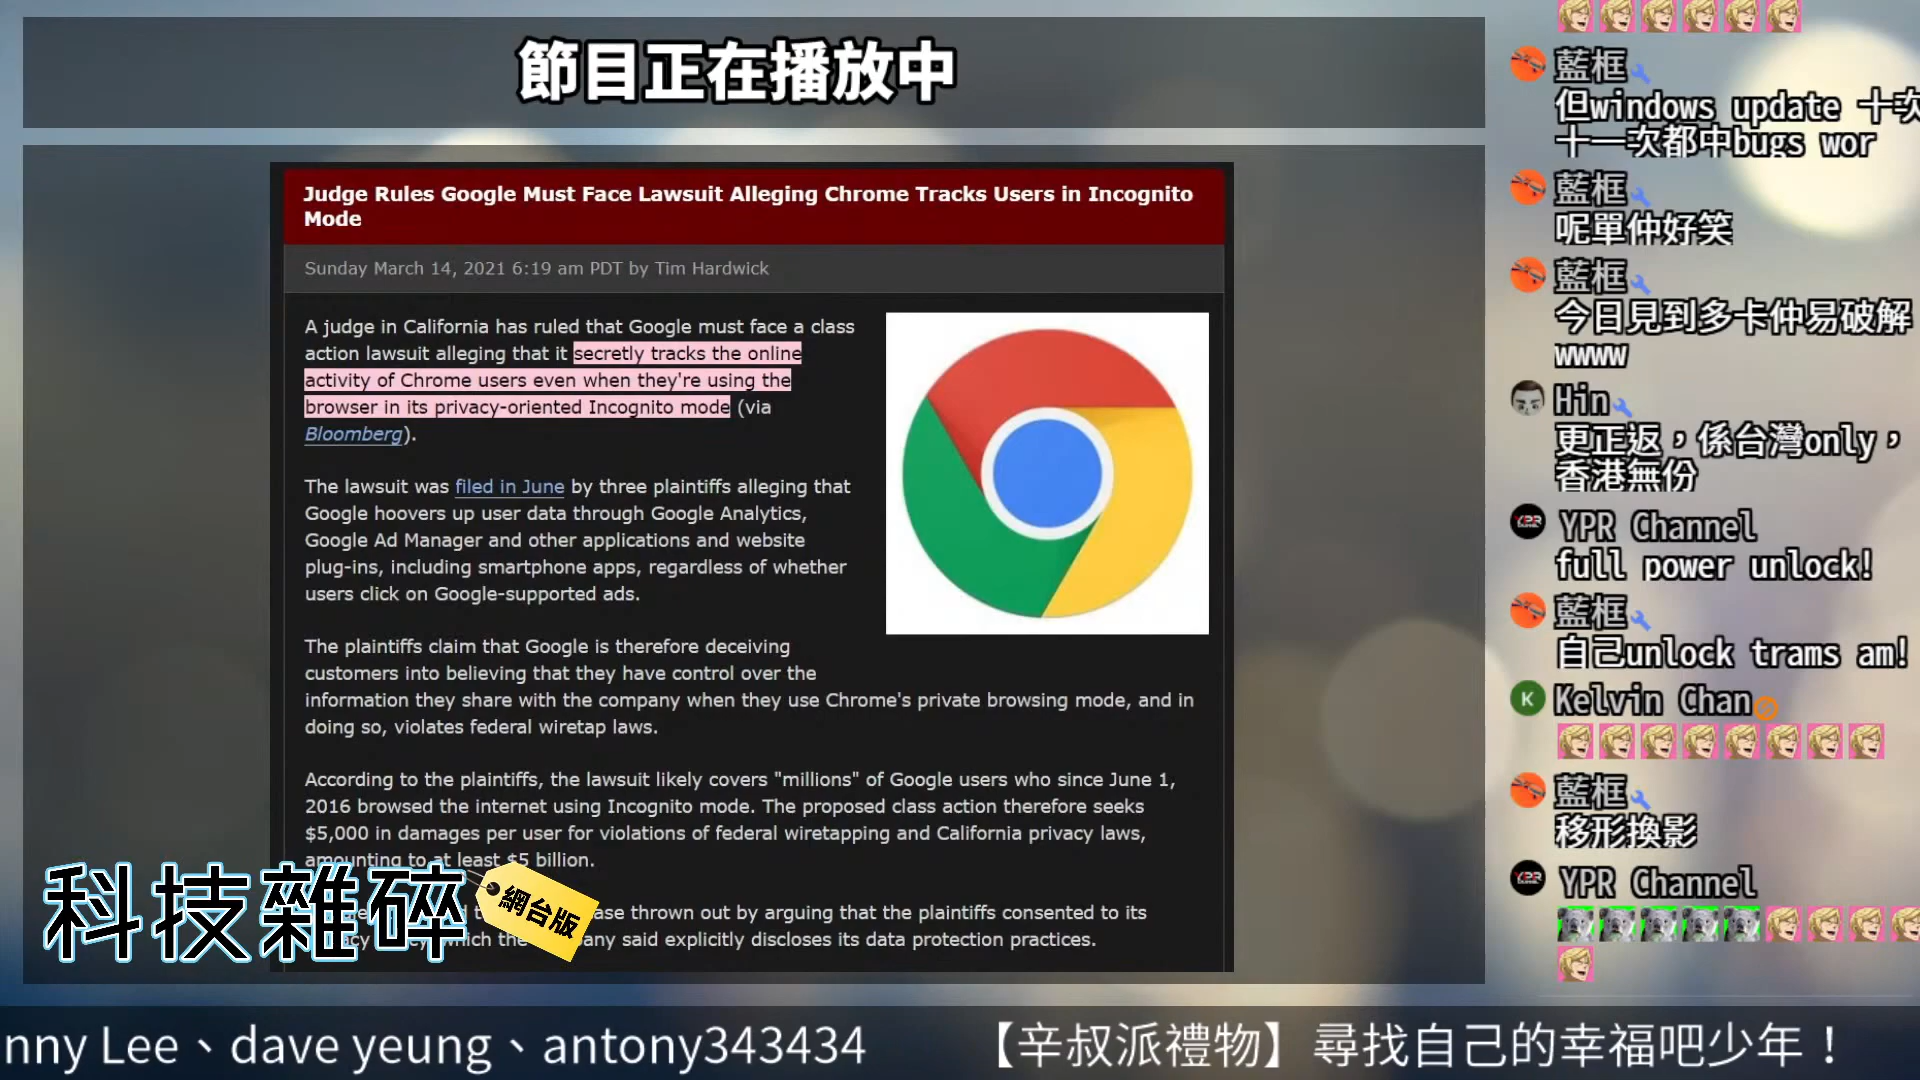 節目正在播放中
Judge Rules Google Must Face Lawsuit Alleging Chrome Tracks Users in Incognito
Mode
Sunday March 14, 2021 6:19 am PDT by Tim Hardwick
A judge in California has ruled that Google must face a class
action lawsuit alleging that it secretly tracks the online
activity of Chrome users even when they're using the
browser in its privacy-oriented Incognito mode (via
Bloomberg).
The lawsuit was filed in June by three plaintiffs alleging that
Google hoovers up user data through Google Analytics,
Google Ad Manager and other applications and website
plug-ins, including smartphone apps, regardless of whether
users click on Google-supported ads.
The plaintiffs claim that Google is therefore deceiving
customers into believing that they have control over the
information they share with the company when they use Chrome's private browsing mode, and in
doing so, violates federal wiretap laws.
According to the plaintiffs, the lawsuit likely covers "millions" of Google users who since June 1,
2016 browsed the internet using Incognito mode. The proposed class action therefore seeks
$5,000 in damages per user for violations of federal wiretapping and California privacy laws,
amounting to at least $5 billion.
thrown out by arguing that the plaintiffs consented to its
said explicitly discloses its data protection practices.
科技雜碎
網台版
藍框
但windows update 十次
十一次都中bugs wor
藍框
呢單仲好笑
藍框
今日見到多卡仲易破解
wwww
Hin
更正返，係台灣only，
香港無份
YPR Channel
full power unlock!
藍框
自己unlock trams am!
K Kelvin Chan
藍框
移形換影
YPR Channel
nny Lee、dave yeung、antony343434 【辛叔派禮物】尋找自己的幸福吧少年！